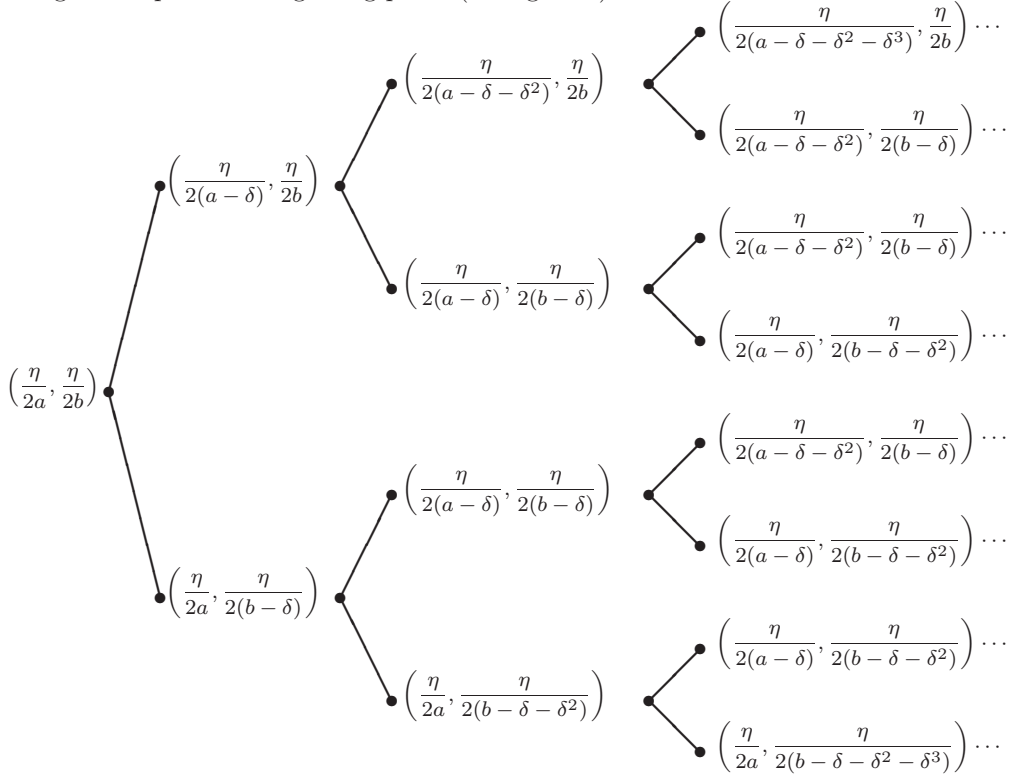 (η/2a, η/2b)
(η/2(a − δ), η/2b)
(η/2a, η/2(b − δ))
(η/2(a − δ − δ²), η/2b)
(η/2(a − δ), η/2(b − δ))
(η/2(a − δ), η/2(b − δ))
(η/2a, η/2(b − δ − δ²))
(η/2(a − δ − δ² − δ³), η/2b) ⋯
(η/2(a − δ − δ²), η/2(b − δ)) ⋯
(η/2(a − δ − δ²), η/2(b − δ)) ⋯
(η/2(a − δ), η/2(b − δ − δ²)) ⋯
(η/2(a − δ − δ²), η/2(b − δ)) ⋯
(η/2(a − δ), η/2(b − δ − δ²)) ⋯
(η/2(a − δ), η/2(b − δ − δ²)) ⋯
(η/2a, η/2(b − δ − δ² − δ³)) ⋯